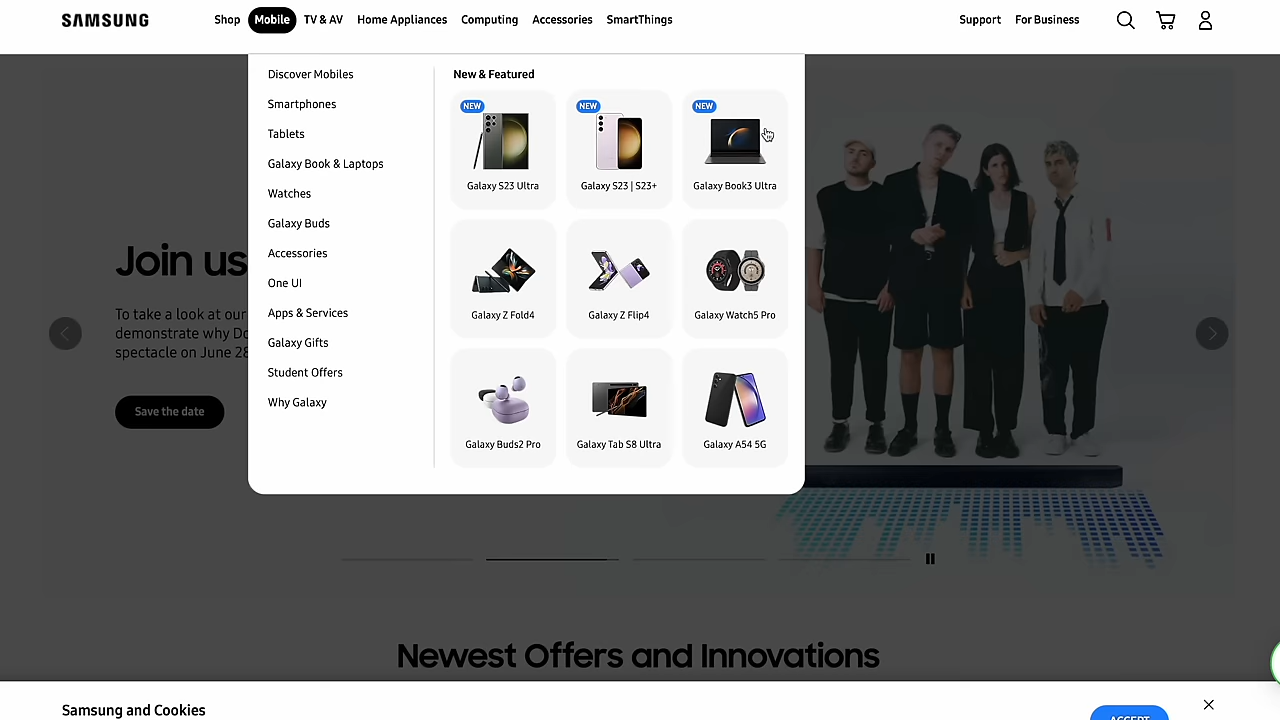 SAMSUNG
Shop Mobile TV & AV Home Appliances Computing Accessories SmartThings
Support For Business
Discover Mobiles
Smartphones
Tablets
Galaxy Book & Laptops
Watches
Galaxy Buds
Accessories
One UI
Apps & Services
Galaxy Gifts
Student Offers
Why Galaxy
New & Featured
NEW NEW NEW
Galaxy S23 Ultra Galaxy S23 | S23+ Galaxy Book3 Ultra
Galaxy Z Fold4 Galaxy Z Flip4 Galaxy Watch5 Pro
Galaxy Buds2 Pro Galaxy Tab S8 Ultra Galaxy A54 5G
Join us
To take a look at our
demonstrate why Do
spectacle on June 28
Save the date
Newest Offers and Innovations
Samsung and Cookies
ACCEPT